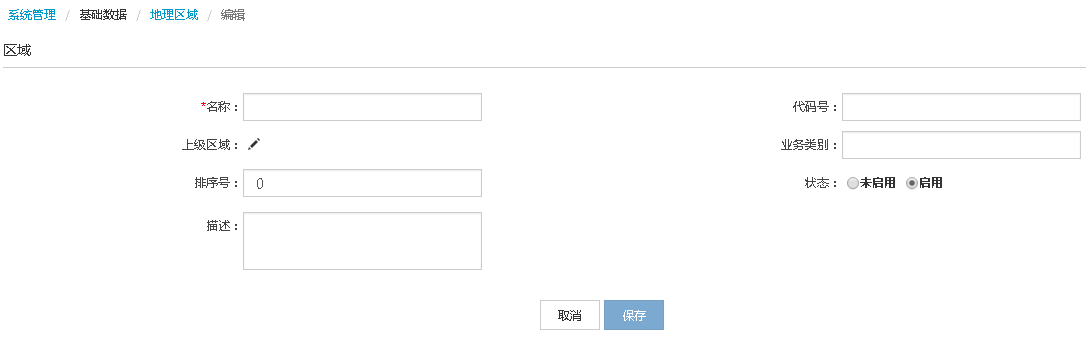 系统管理 / 基础数据 / 地理区域 / 编辑
区域
*名称： 代码号：
上级区域： 业务类别：
排序号： 0 状态： 未启用 启用
描述：
取消 保存